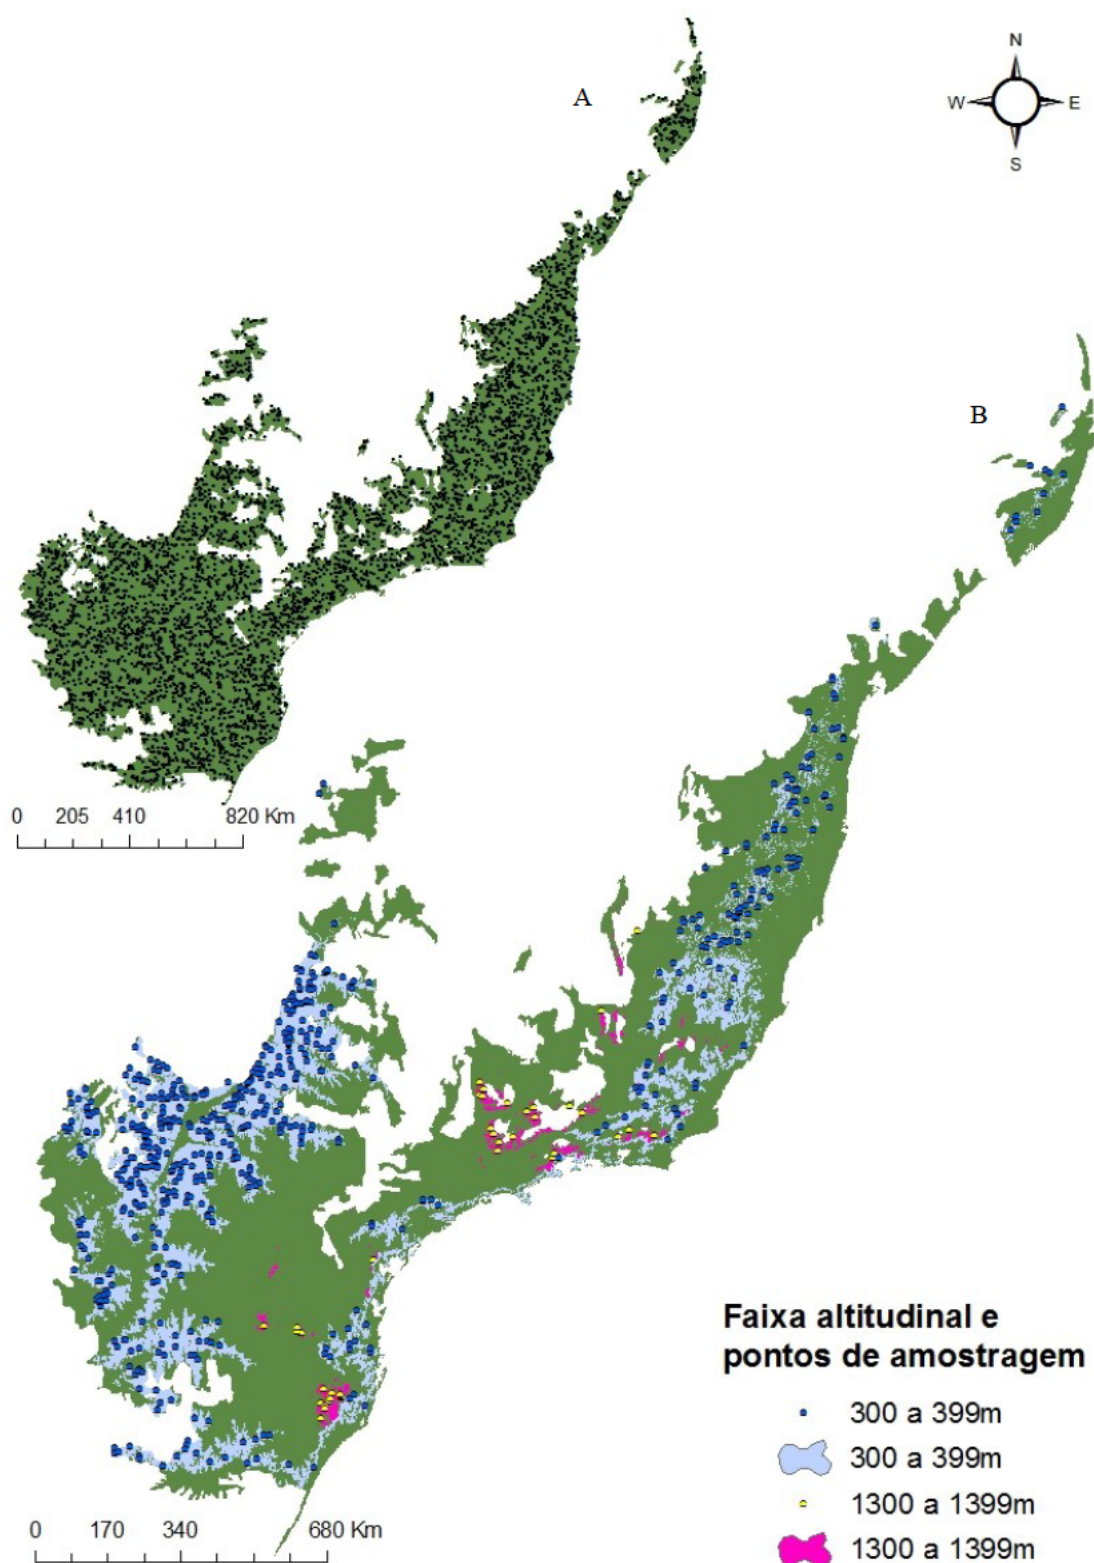 A
N
W E
S
B
0 205 410 820 Km
Faixa altitudinal e
pontos de amostragem
300 a 399m
300 a 399m
1300 a 1399m
1300 a 1399m
0 170 340 680 Km